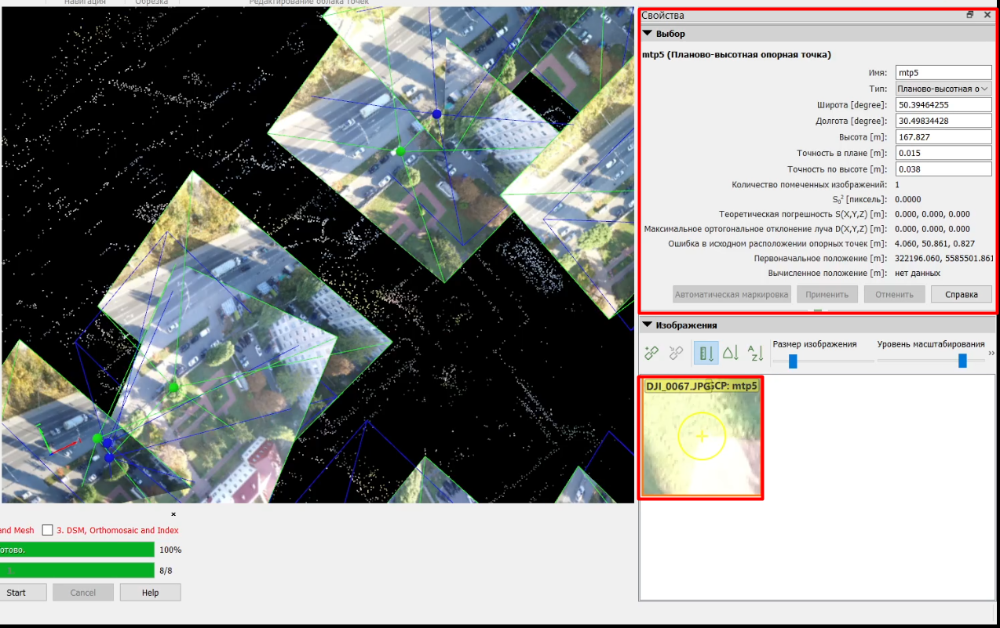 Навигация Обрезка Редактирование облака точек
Свойства
Выбор
mtp5 (Планово-высотная опорная точка)
Имя: mtp5
Тип: Планово-высотная о
Широта [degree]: 50.39464255
Долгота [degree]: 30.49834428
Высота [m]: 167.827
Точность в плане [m]: 0.015
Точность по высоте [m]: 0.038
Количество помеченных изображений: 1
S₀² [пиксель]: 0.0000
Теоретическая погрешность S(X,Y,Z) [m]: 0.000, 0.000, 0.000
Максимальное ортогональное отклонение луча D(X,Y,Z) [m]: 0.000, 0.000, 0.000
Ошибка в исходном расположении опорных точек [m]: 4.060, 50.861, 0.827
Первоначальное положение [m]: 322196.060, 5585501.861
Вычисленное положение [m]: нет данных
Автоматическая маркировка Применить Отменить Справка
Изображения
Размер изображения Уровень масштабирования
DJI_0067.JPG GCP: mtp5
and Mesh 3. DSM, Orthomosaic and Index
отово. 100%
8/8
Start Cancel Help